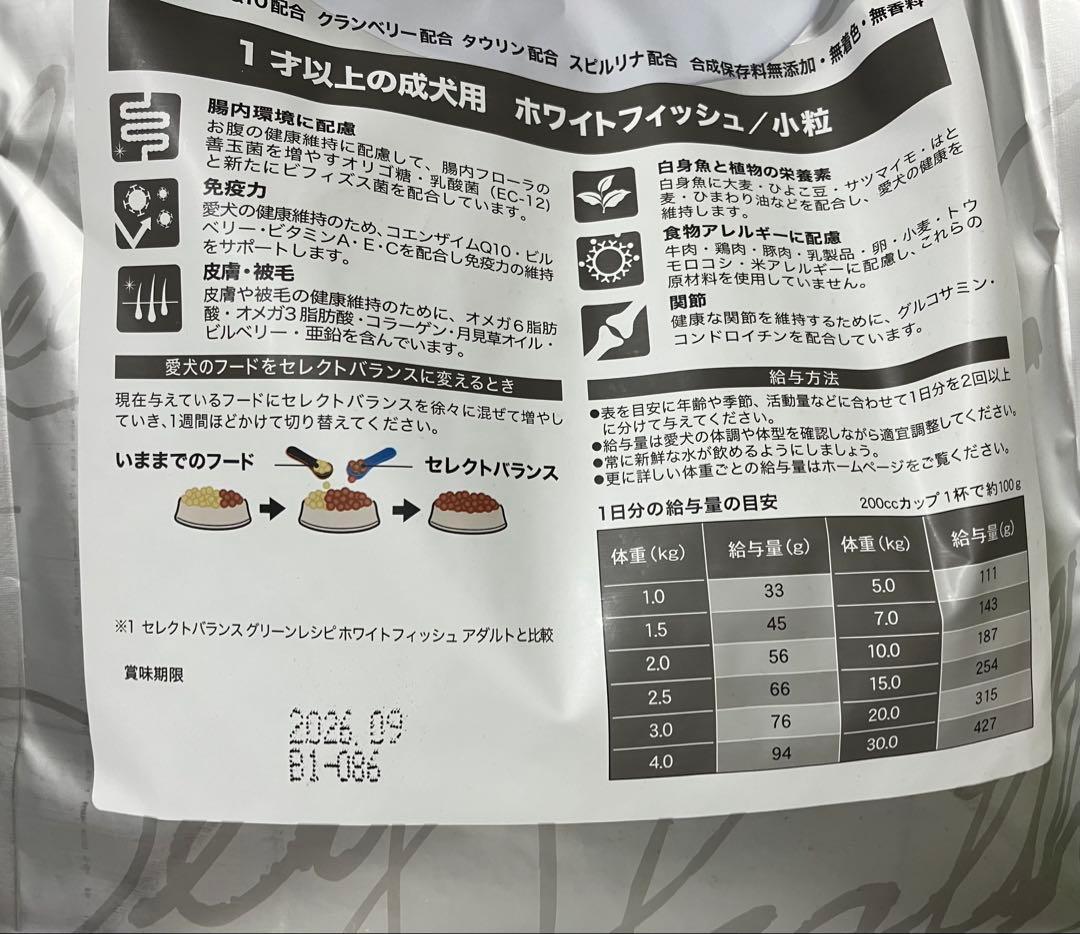 Q10配合 クランベリー配合 タウリン配合 スピルリナ配合 合成保存料無添加・無着色・無香料
1才以上の成犬用 ホワイトフィッシュ/小粒
腸内環境に配慮
お腹の健康維持に配慮して、腸内フローラの
善玉菌を増やすオリゴ糖・乳酸菌(EC-12)
と新たにビフィズス菌を配合しています。
免疫力
愛犬の健康維持のため、コエンザイムQ10・ビル
ベリー・ビタミンA・E・Cを配合し免疫力の維持
をサポートします。
皮膚・被毛
皮膚や被毛の健康維持のために、オメガ6脂肪
酸・オメガ3脂肪酸・コラーゲン・月見草オイル・
ビルベリー・亜鉛を含んでいます。
白身魚と植物の栄養素
白身魚に大麦・ひよこ豆・サツマイモ・はと
麦・ひまわり油などを配合し、愛犬の健康を
維持します。
食物アレルギーに配慮
牛肉・鶏肉・豚肉・乳製品・卵・小麦・トウ
モロコシ・米アレルギーに配慮し、これらの
原材料を使用していません。
関節
健康な関節を維持するために、グルコサミン・
コンドロイチンを配合しています。
愛犬のフードをセレクトバランスに変えるとき
現在与えているフードにセレクトバランスを徐々に混ぜて増やし
ていき、1週間ほどかけて切り替えてください。
いままでのフード セレクトバランス
※1 セレクトバランス グリーンレシピ ホワイトフィッシュ アダルトと比較
賞味期限
2026.09
B1-086
給与方法
●表を目安に年齢や季節、活動量などに合わせて1日分を2回以上
に分けて与えてください。
●給与量は愛犬の体調や体型を確認しながら適宜調整してください。
●常に新鮮な水が飲めるようにしましょう。
●更に詳しい体重ごとの給与量はホームページをご覧ください。
1日分の給与量の目安 200ccカップ1杯で約100g
体重(kg) 給与量(g) 体重(kg) 給与量(g)
1.0 33 5.0 111
1.5 45 7.0 143
2.0 56 10.0 187
2.5 66 15.0 254
3.0 76 20.0 315
4.0 94 30.0 427